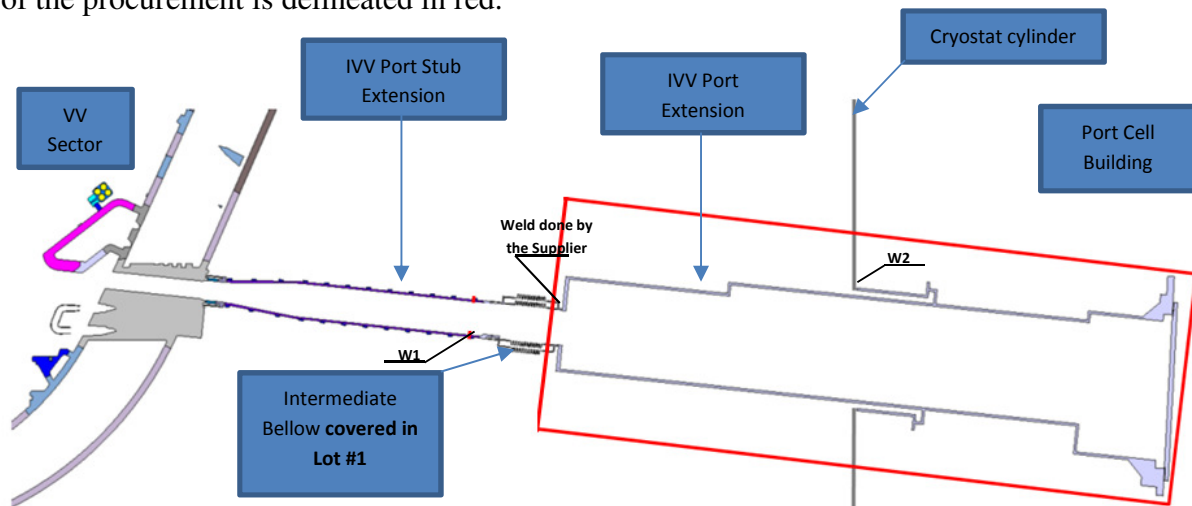 of the procurement is delineated in red.
Cryostat cylinder
IVV Port Stub
Extension
IVV Port
Extension
VV
Sector
Port Cell
Building
Weld done by
the Supplier
W2
W1
Intermediate
Bellow covered in
Lot #1